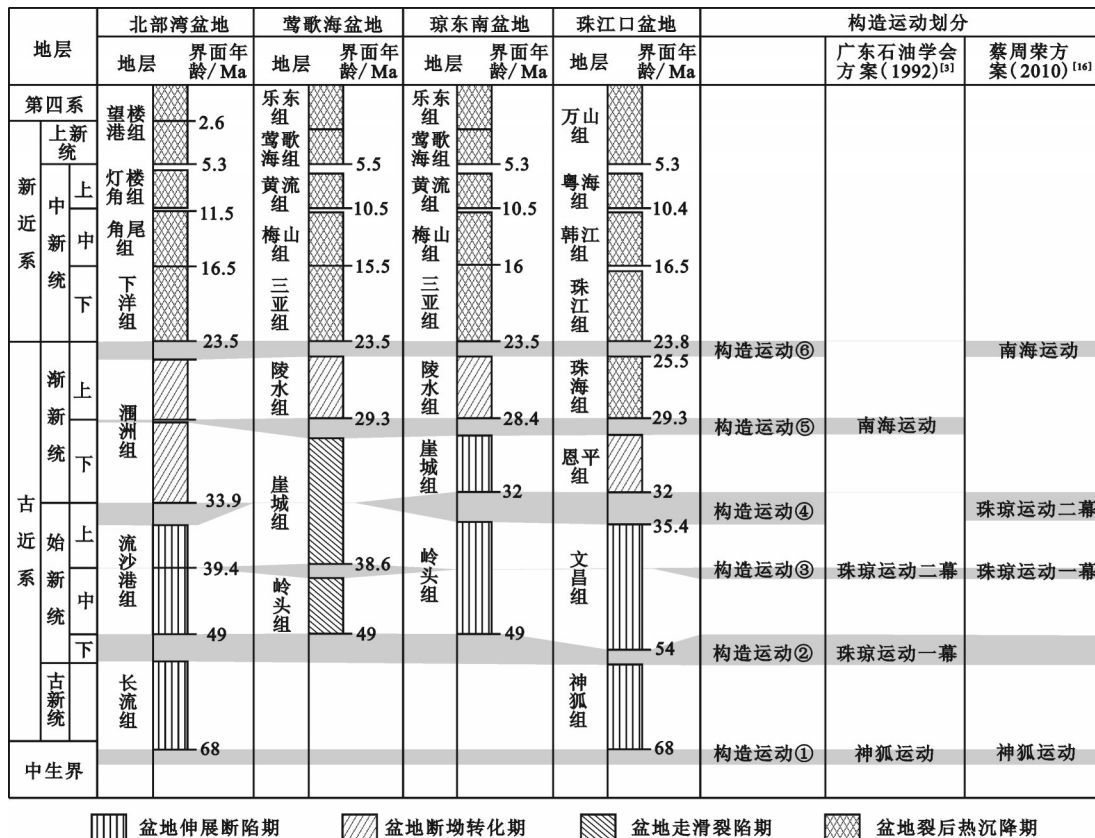 地层 北部湾盆地 莺歌海盆地 琼东南盆地 珠江口盆地 构造运动划分
地层 界面年龄/Ma 地层 界面年龄/Ma 地层 界面年龄/Ma 地层 界面年龄/Ma 广东石油学会方案(1992)[3] 蔡周荣方案(2010)[16]
第四系 望楼港组 2.6 乐东组 乐东组 万山组
新近系 上新统 5.3 莺歌海组 5.5 莺歌海组 5.3 5.3
中新统 上 灯楼角组 11.5 黄流组 10.5 黄流组 10.5 粤海组 10.4
中 角尾组 16.5 梅山组 15.5 梅山组 16 韩江组 16.5
下 下洋组 23.5 三亚组 23.5 三亚组 23.5 珠江组 23.8
构造运动⑥ 南海运动
25.5
古近系 渐新统 上 涠洲组 陵水组 29.3 陵水组 28.4 珠海组 29.3
构造运动⑤ 南海运动
下 33.9 崖城组 崖城组 32 恩平组 32
构造运动④ 珠琼运动二幕
35.4
始新统 上 流沙港组 39.4 38.6 岭头组 文昌组
构造运动③ 珠琼运动二幕 珠琼运动一幕
中 49 岭头组 49 49
下 54 构造运动② 珠琼运动一幕
古新统 长流组 68 神狐组 68
中生界 构造运动① 神狐运动 神狐运动
盆地伸展断陷期 盆地断坳转化期 盆地走滑裂陷期 盆地裂后热沉降期